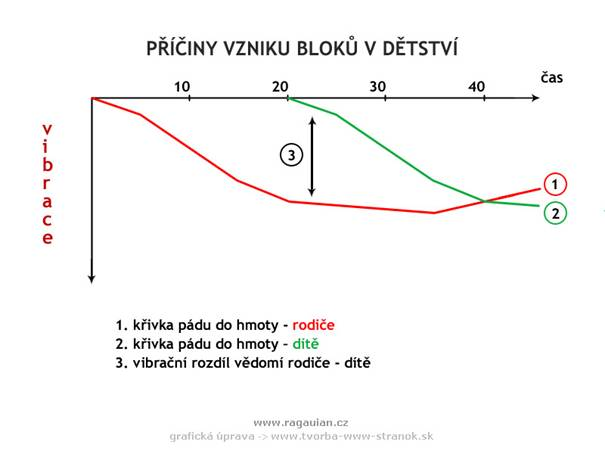 PŘÍČINY VZNIKU BLOKŮ V DĚTSTVÍ
čas
10 20 30 40
vibrace
3
1
2
1. křivka pádu do hmoty - rodiče
2. křivka pádu do hmoty - dítě
3. vibrační rozdíl vědomí rodiče - dítě
www.ragauian.cz
grafická úprava -> www.tvorba-www-stranok.sk